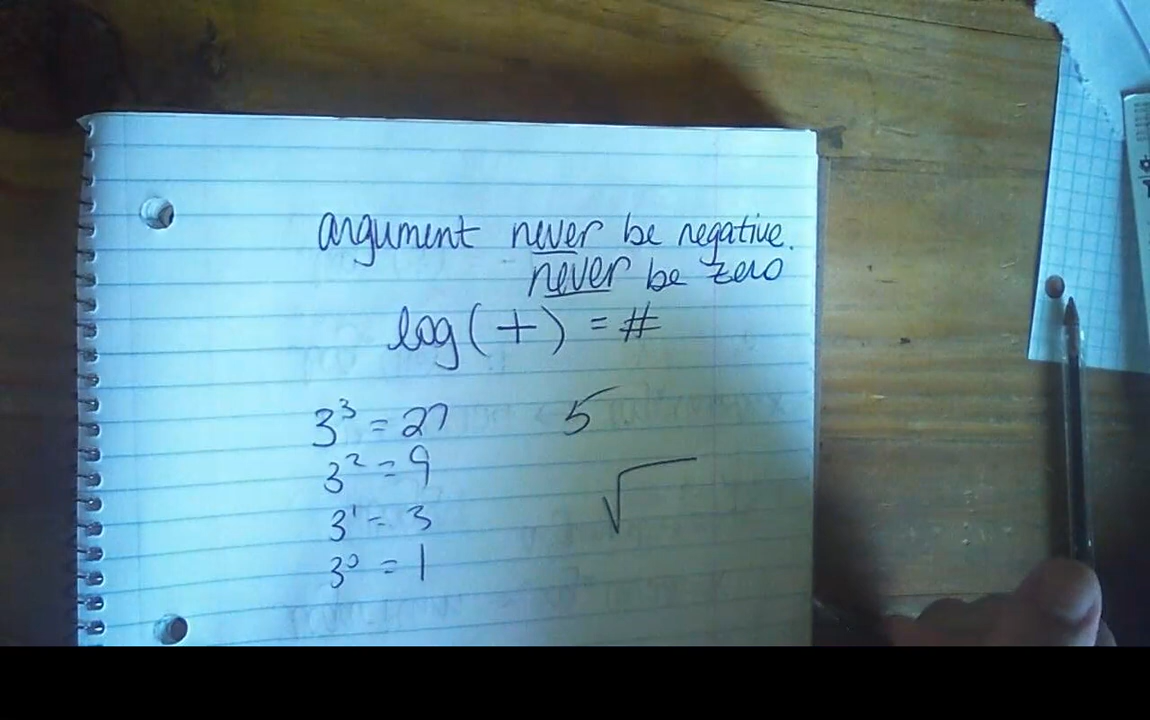 argument never be negative.
never be zero
log(+) = #
3³ = 27
5
3² = 9
√
3¹ = 3
3⁰ = 1